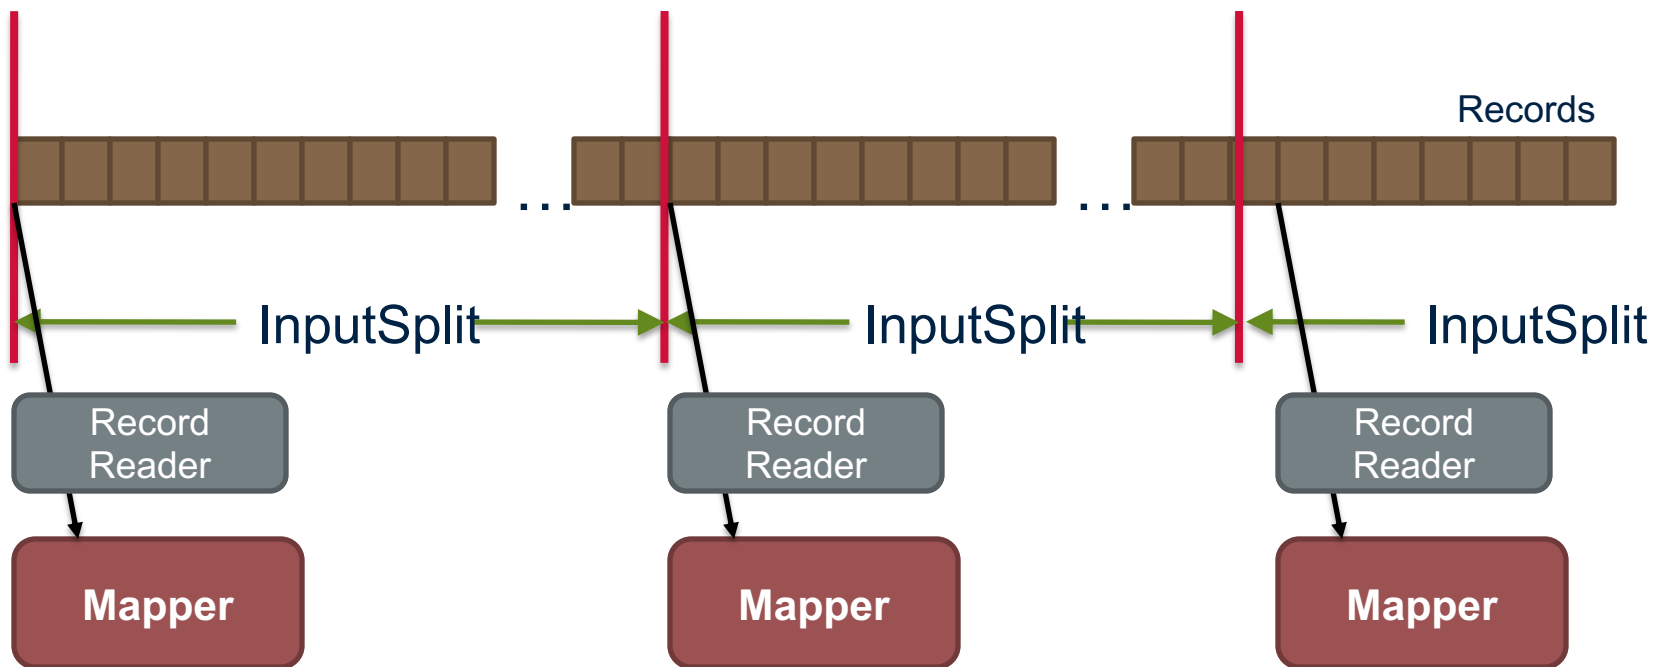 Records
…
…
InputSplit
InputSplit
InputSplit
Record
Reader
Record
Reader
Record
Reader
Mapper
Mapper
Mapper